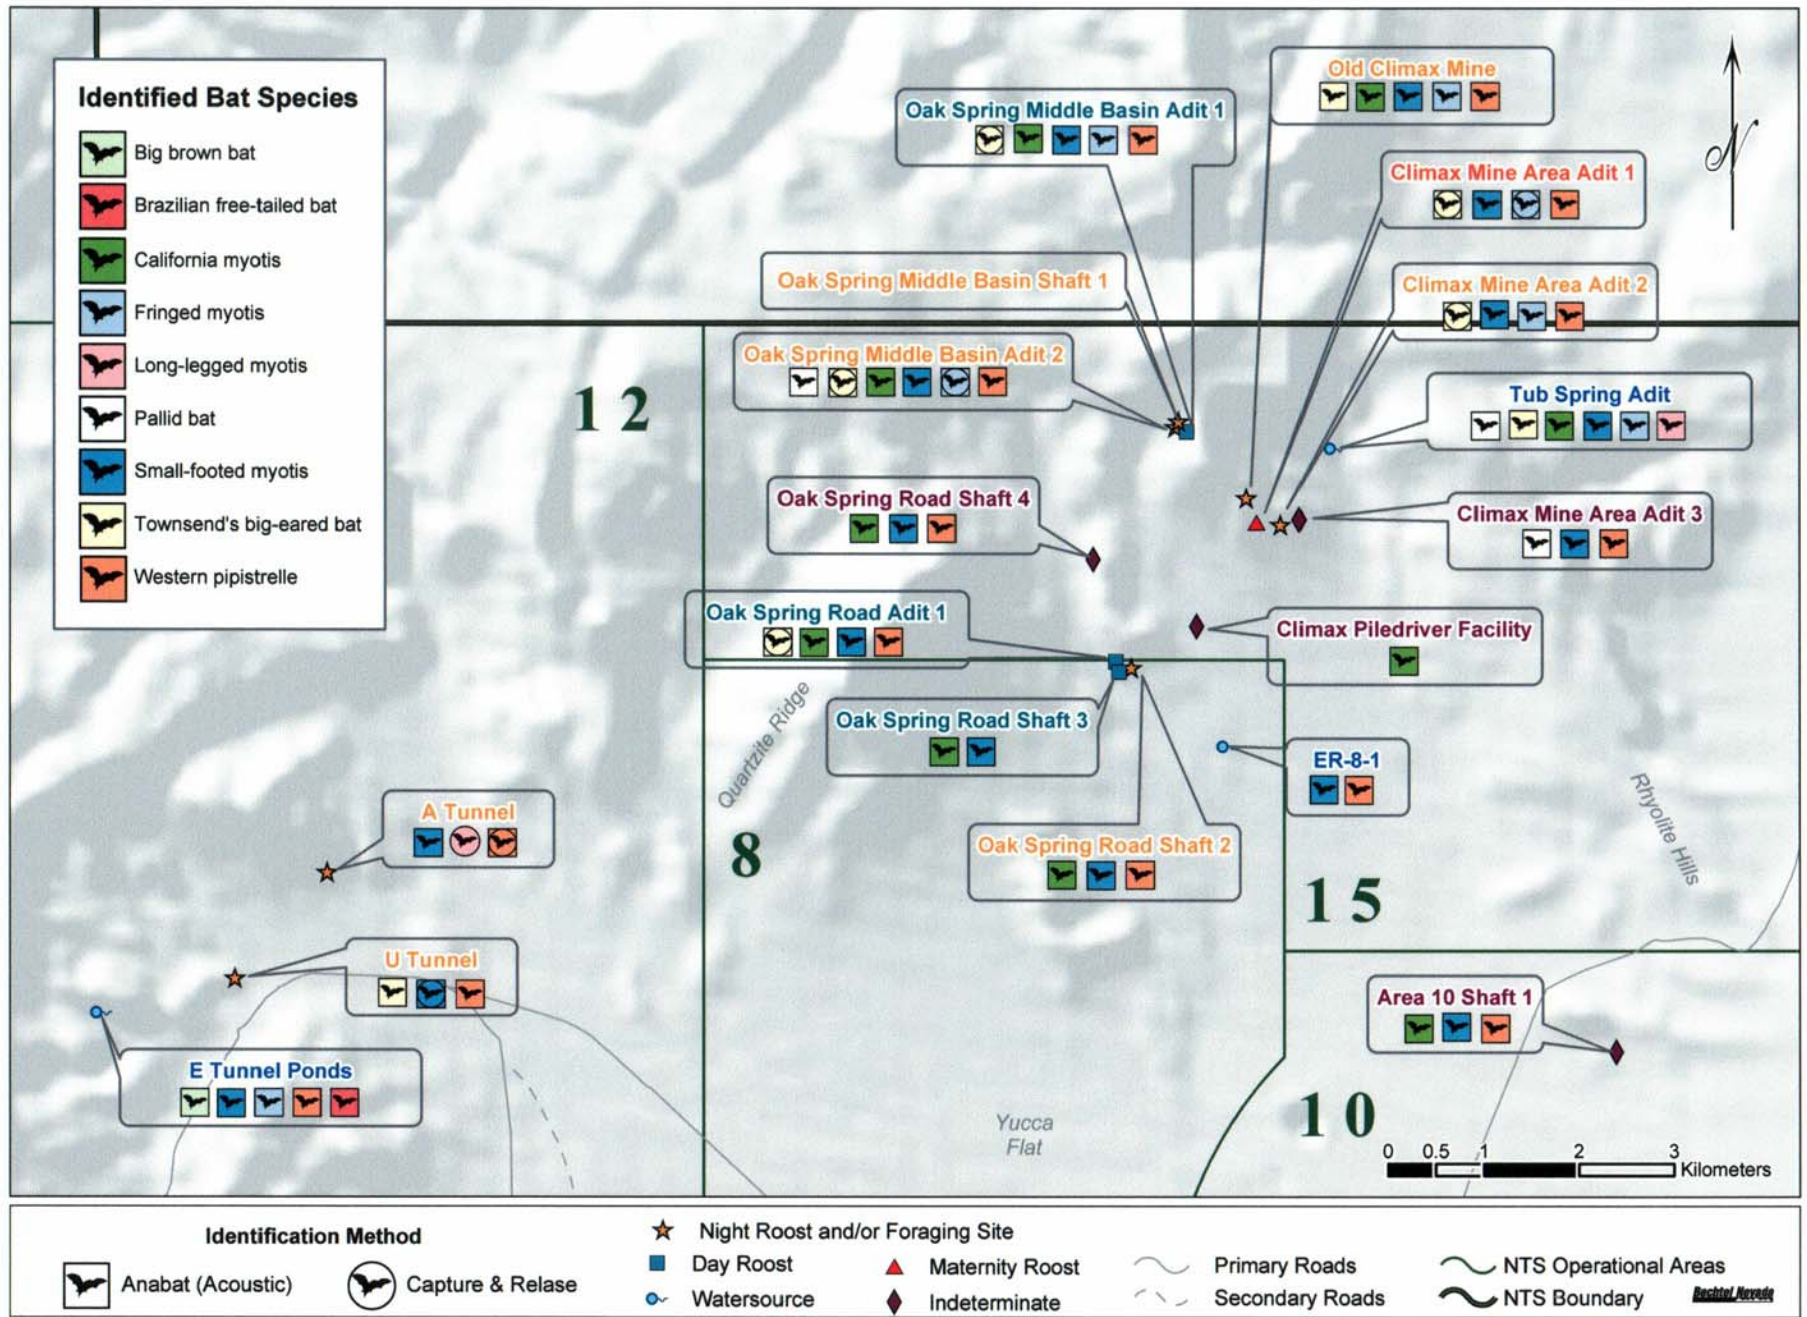 Identified Bat Species
Big brown bat
Brazilian free-tailed bat
California myotis
Fringed myotis
Long-legged myotis
Pallid bat
Small-footed myotis
Townsend's big-eared bat
Western pipistrelle
Old Climax Mine
Oak Spring Middle Basin Adit 1
N
Climax Mine Area Adit 1
Oak Spring Middle Basin Shaft 1
Climax Mine Area Adit 2
Oak Spring Middle Basin Adit 2
12
Tub Spring Adit
Oak Spring Road Shaft 4
Climax Mine Area Adit 3
Oak Spring Road Adit 1
Climax Piledriver Facility
Quartzite Ridge
Oak Spring Road Shaft 3
ER-8-1
Rhyolite Hills
A Tunnel
8
Oak Spring Road Shaft 2
15
U Tunnel
Area 10 Shaft 1
E Tunnel Ponds
Yucca
Flat
10
0 0.5 1 2 3
Kilometers
Identification Method
Anabat (Acoustic)
Capture & Relase
Night Roost and/or Foraging Site
Day Roost
Watersource
Maternity Roost
Indeterminate
Primary Roads
Secondary Roads
NTS Operational Areas
NTS Boundary
Bechtel Nevada